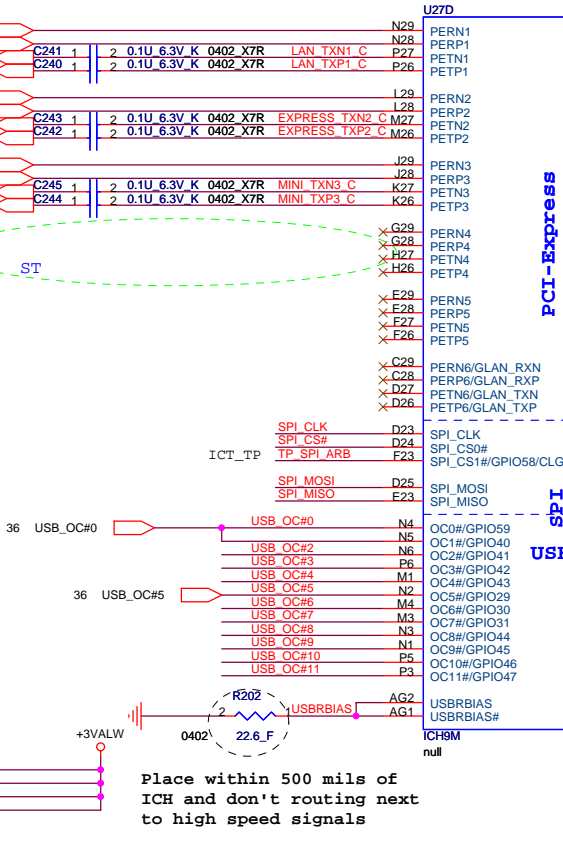 U27D
N29 PERN1
N28 PERP1
C241 1 2 0.1U_6.3V_K 0402_X7R LAN_TXN1_C P27 PETN1
C240 1 2 0.1U_6.3V_K 0402_X7R LAN_TXP1_C P26 PETP1
L29 PERN2
L28 PERP2
C243 1 2 0.1U_6.3V_K 0402_X7R EXPRESS_TXN2_C M27 PETN2
C242 1 2 0.1U_6.3V_K 0402_X7R EXPRESS_TXP2_C M26 PETP2
J29 PERN3
J28 PERP3
C245 1 2 0.1U_6.3V_K 0402_X7R MINI_TXN3_C K27 PETN3
C244 1 2 0.1U_6.3V_K 0402_X7R MINI_TXP3_C K26 PETP3
PCI-Express
G29 PERN4
G28 PERP4
H27 PETN4
ST H26 PETP4
E29 PERN5
E28 PERP5
F27 PETN5
F26 PETP5
C29 PERN6/GLAN_RXN
C28 PERP6/GLAN_RXP
D27 PETN6/GLAN_TXN
D26 PETP6/GLAN_TXP
SPI_CLK D23 SPI_CLK
SPI_CS# D24 SPI_CS0#
ICT_TP TP_SPI_ARB F23 SPI_CS1#/GPIO58/CLG
SPI_MOSI D25 SPI_MOSI
SPI_MISO E23 SPI_MISO
SPI
36 USB_OC#0 USB_OC#0 N4 OC0#/GPIO59
N5 OC1#/GPIO40
USB_OC#2 N6 OC2#/GPIO41
USB_OC#3 P6 OC3#/GPIO42
USB_OC#4 M1 OC4#/GPIO43
36 USB_OC#5 USB_OC#5 N2 OC5#/GPIO29
USB_OC#6 M4 OC6#/GPIO30
USB_OC#7 M3 OC7#/GPIO31
USB_OC#8 N3 OC8#/GPIO44
USB_OC#9 N1 OC9#/GPIO45
USB_OC#10 P5 OC10#/GPIO46
USB_OC#11 P3 OC11#/GPIO47
AG2 USBRBIAS
R202
2 1 USBRBIAS AG1 USBRBIAS#
0402 22.6_F
ICH9M
null
+3VALW
Place within 500 mils of
ICH and don't routing next
to high speed signals